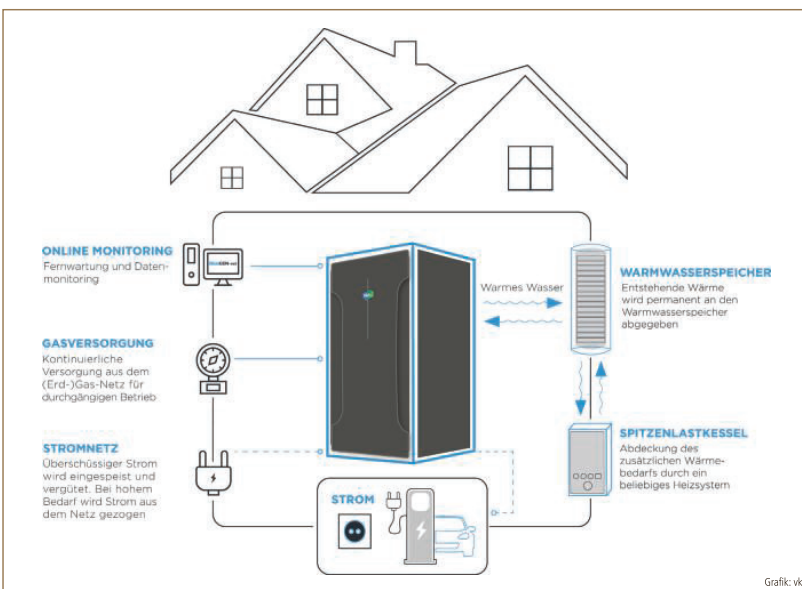 ONLINE MONITORING
Fernwartung und Daten-
monitoring
GASVERSORGUNG
Kontinuierliche
Versorgung aus dem
(Erd-)Gas-Netz für
durchgängigen Betrieb
STROMNETZ
Überschüssiger Strom
wird eingespeist und
vergütet. Bei hohem
Bedarf wird Strom aus
dem Netz gezogen
Warmes Wasser
STROM
WARMWASSERSPEICHER
Entstehende Wärme
wird permanent an den
Warmwasserspeicher
abgegeben
SPITZENLASTKESSEL
Abdeckung des
zusätzlichen Wärme-
bedarfs durch ein
beliebiges Heizsystem
Grafik: vk